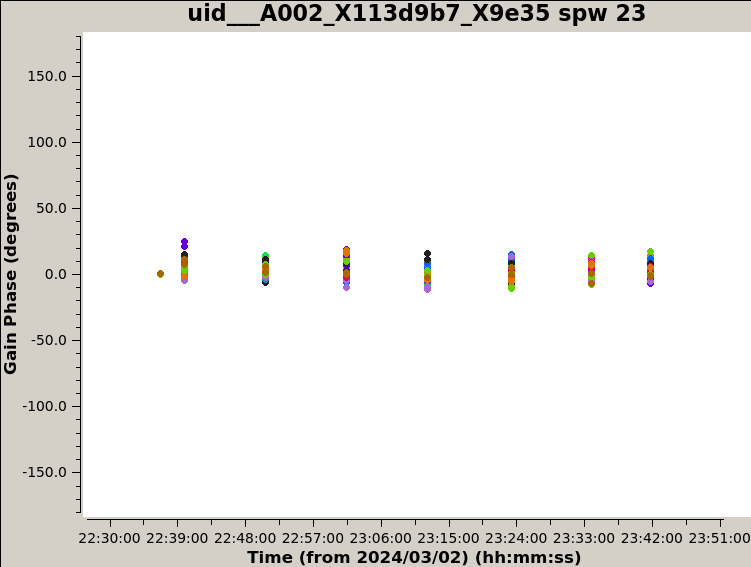 uid___A002_X113d9b7_X9e35 spw 23
Gain Phase (degrees)
150.0
100.0
50.0
0.0
-50.0
-100.0
-150.0
22:30:00 22:39:00 22:48:00 22:57:00 23:06:00 23:15:00 23:24:00 23:33:00 23:42:00 23:51:00
Time (from 2024/03/02) (hh:mm:ss)